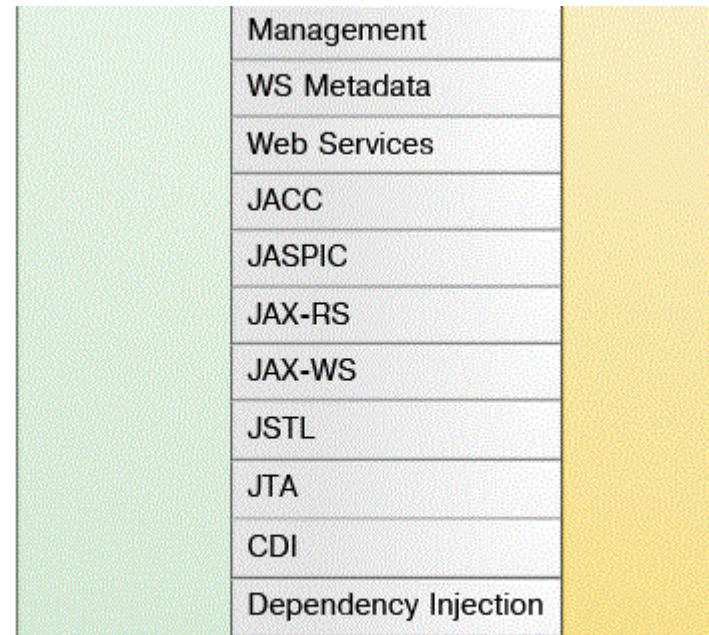 Management
WS Metadata
Web Services
JACC
JASPIC
JAX-RS
JAX-WS
JSTL
JTA
CDI
Dependency Injection